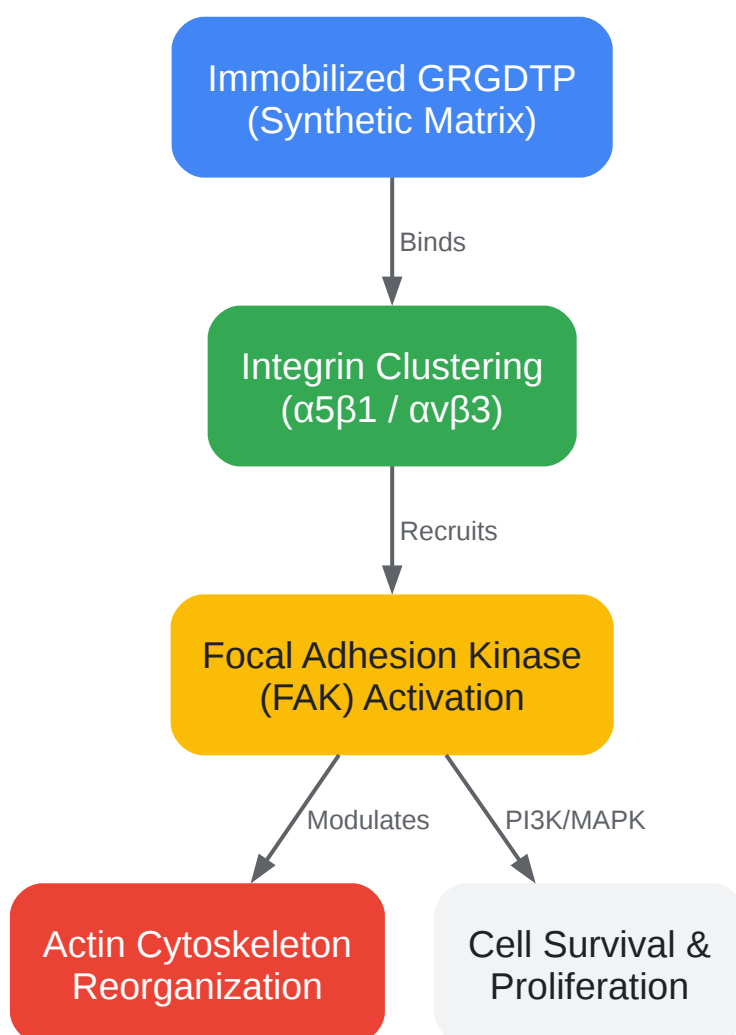 Immobilized GRGDTP
(Synthetic Matrix)
Binds
Integrin Clustering
(α5β1 / αvβ3)
Recruits
Focal Adhesion Kinase
(FAK) Activation
Modulates
PI3K/MAPK
Actin Cytoskeleton
Reorganization
Cell Survival &
Proliferation